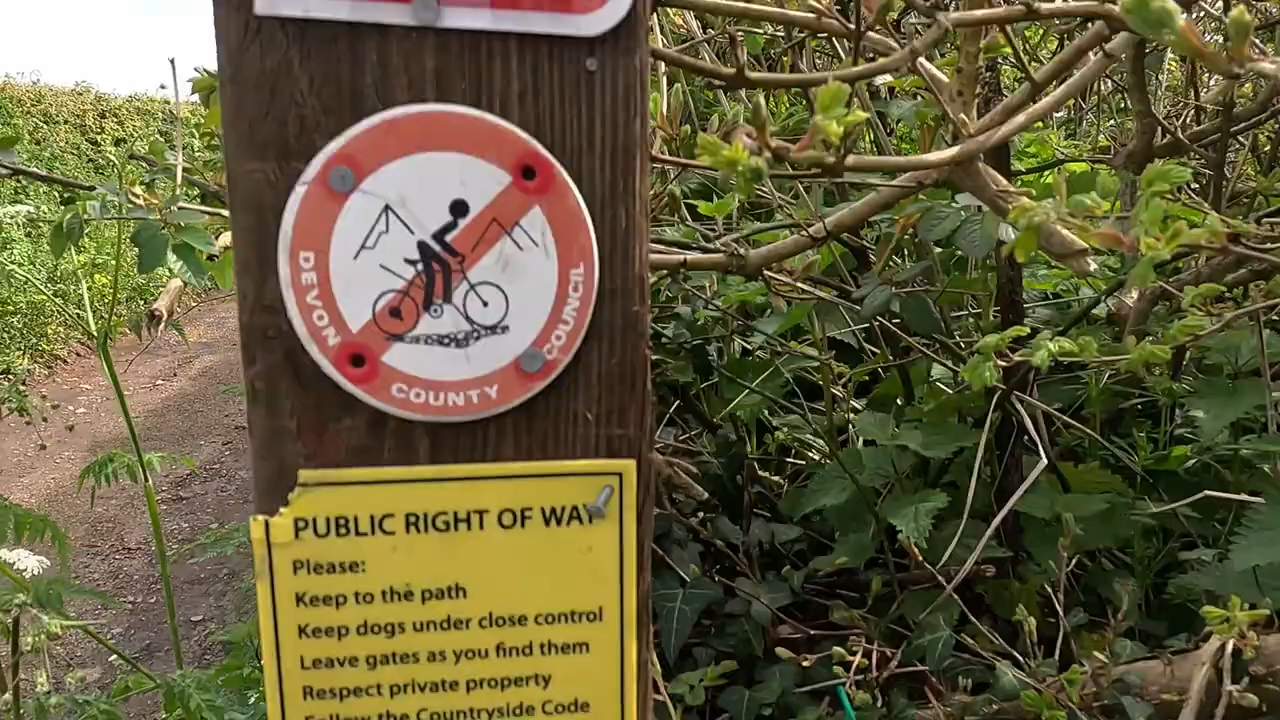 DEVON
COUNTY
COUNCIL
PUBLIC RIGHT OF WAY
Please:
Keep to the path
Keep dogs under close control
Leave gates as you find them
Respect private property
Follow the Countryside Code